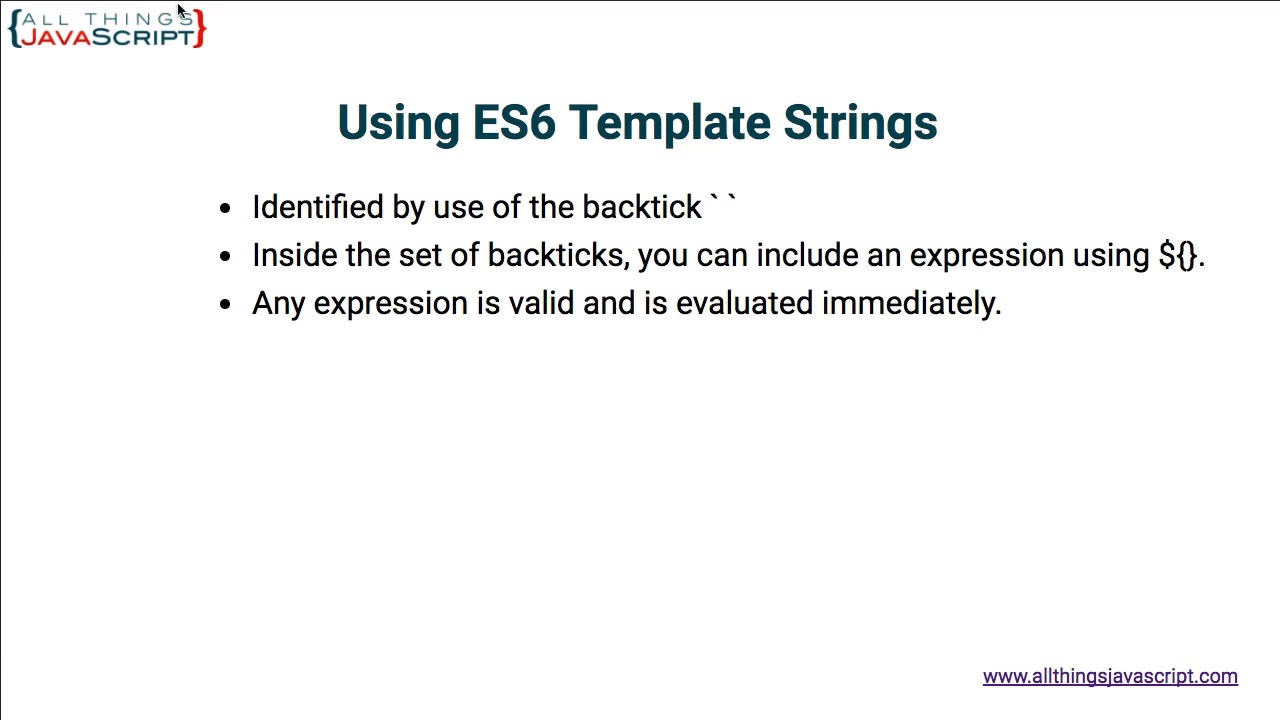 {ALL THINGS
JAVASCRIPT}
Using ES6 Template Strings
• Identified by use of the backtick ` `
• Inside the set of backticks, you can include an expression using ${}.
• Any expression is valid and is evaluated immediately.
www.allthingsjavascript.com